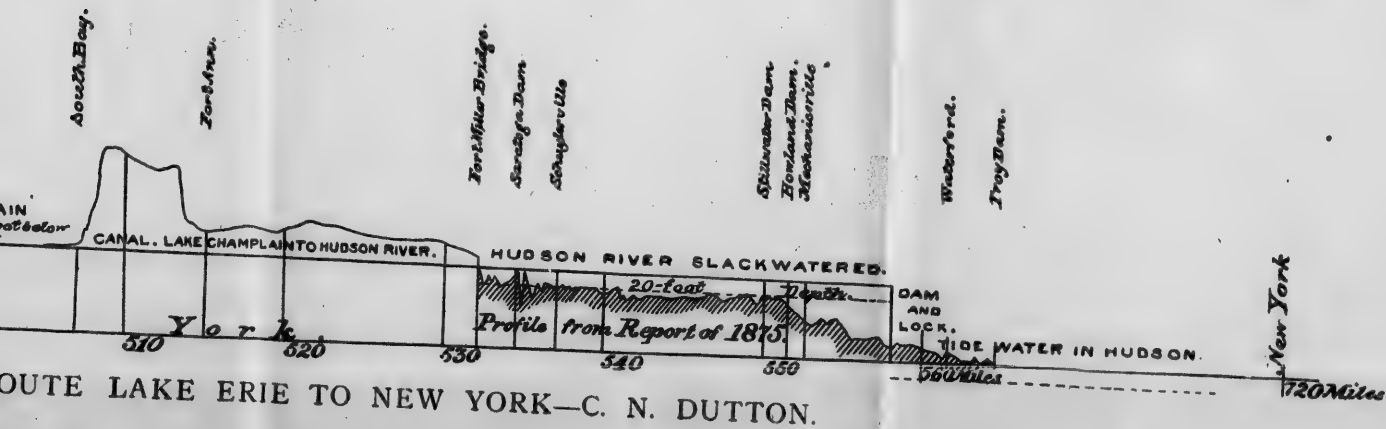 South Bay.
Fort Ann.
Fort Miller Bridge.
Saratoga Dam
Schuylerville
Stillwater Dam
Howland Dam.
Mechanicsville
Waterford.
Troy Dam.
New York
AIN
below
CANAL. LAKE CHAMPLAIN TO HUDSON RIVER.
HUDSON RIVER SLACKWATERED.
20-foot Depth
DAM
AND
LOCK.
York.
Profile from Report of 1875.
TIDE WATER IN HUDSON.
510 520 530 540 550 560 Miles 720 Miles
OUTE LAKE ERIE TO NEW YORK—C. N. DUTTON.